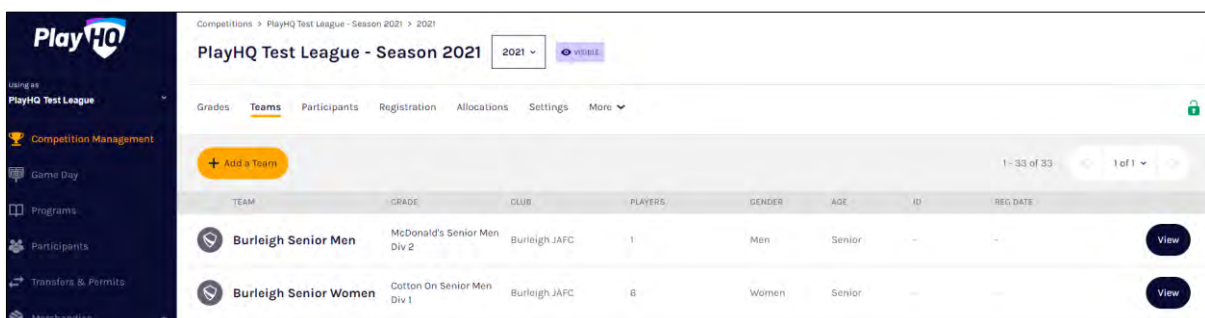 PlayHQ
Using as
PlayHQ Test League
Competition Management
Game Day
Programs
Participants
Transfers & Permits
Merchandise
Competitions > PlayHQ Test League - Season 2021 > 2021
PlayHQ Test League - Season 2021 2021 VISIBLE
Grades Teams Participants Registration Allocations Settings More
+ Add a Team 1 - 33 of 33 1 of 1
TEAM GRADE CLUB PLAYERS GENDER AGE ID REG DATE
Burleigh Senior Men McDonald's Senior Men Div 2 Burleigh JAFC 1 Men Senior - - View
Burleigh Senior Women Cotton On Senior Men Div 1 Burleigh JAFC 6 Women Senior - - View